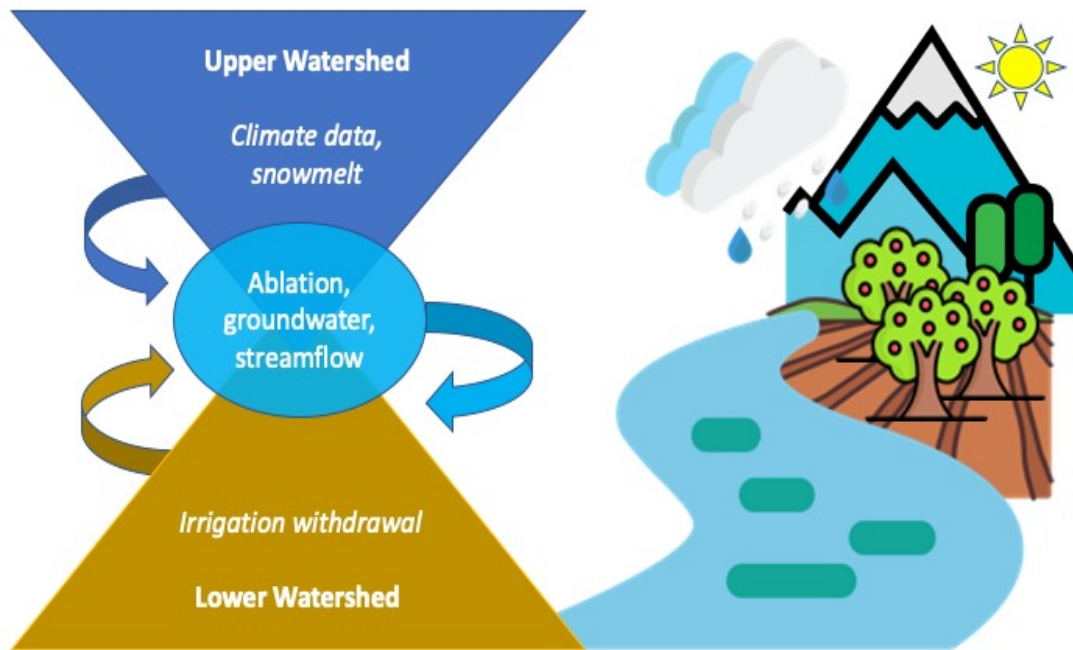 Upper Watershed
Climate data,
snowmelt
Ablation,
groundwater,
streamflow
Irrigation withdrawal
Lower Watershed